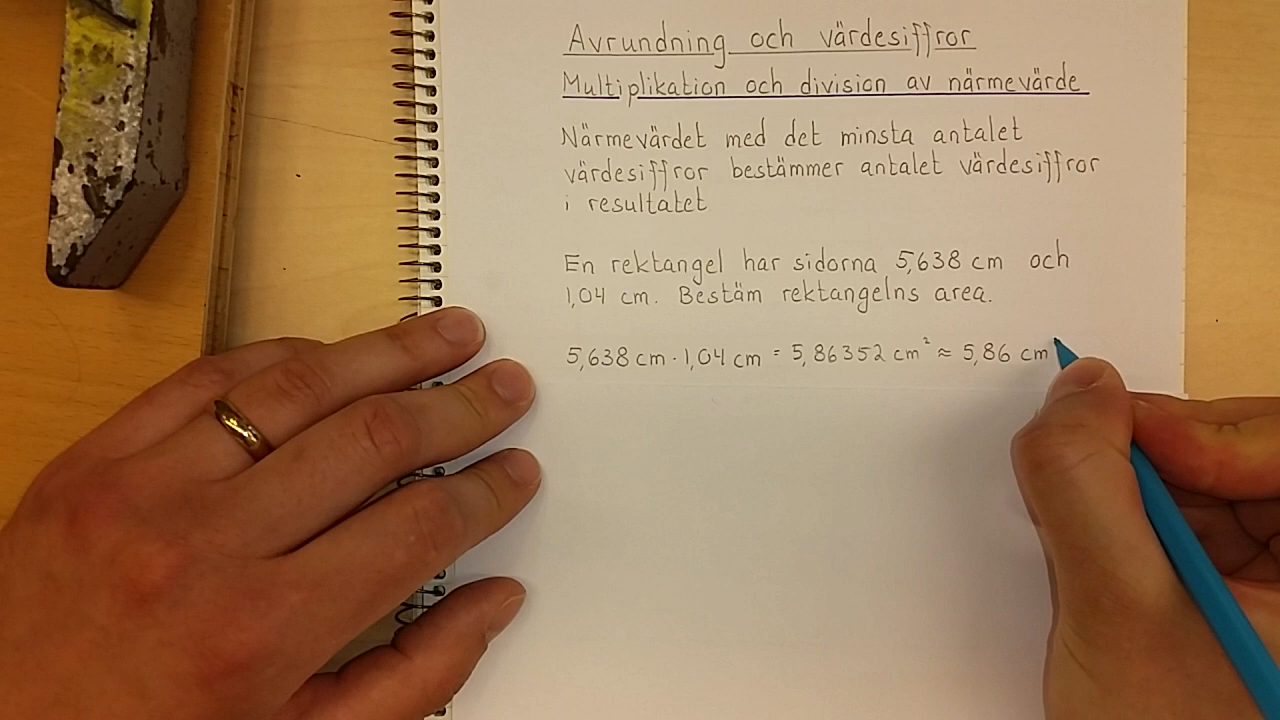 Avrundning och värdesiffror
Multiplikation och division av närmevärde
Närmevärdet med det minsta antalet
värdesiffror bestämmer antalet värdesiffror
i resultatet
En rektangel har sidorna 5,638 cm och
1,04 cm. Bestäm rektangelns area.
5,638 cm · 1,04 cm = 5,86352 cm² ≈ 5,86 cm